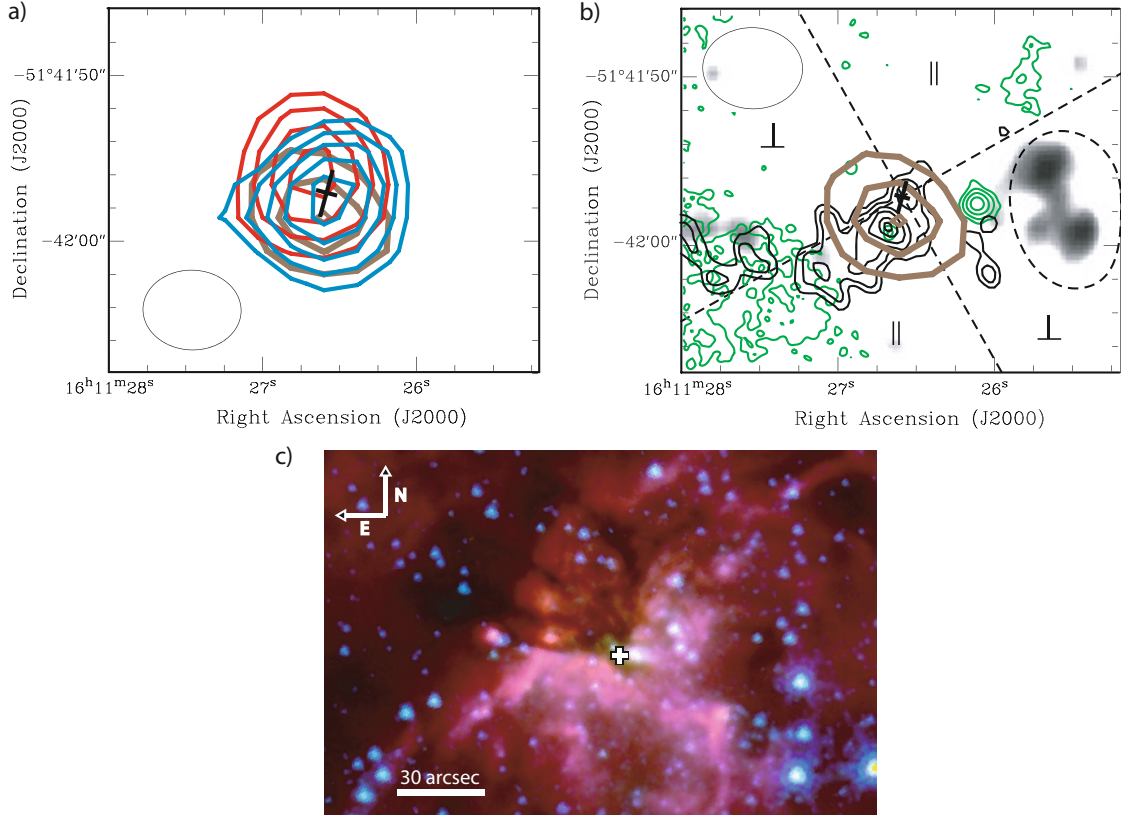 a)
Declination (J2000)
−51°41'50"
−42'00"
16ʰ11ᵐ28ˢ
27ˢ
26ˢ
Right Ascension (J2000)
b)
Declination (J2000)
−51°41'50"
−42'00"
⊥
||
||
⊥
16ʰ11ᵐ28ˢ
27ˢ
26ˢ
Right Ascension (J2000)
c)
N
E
30 arcsec